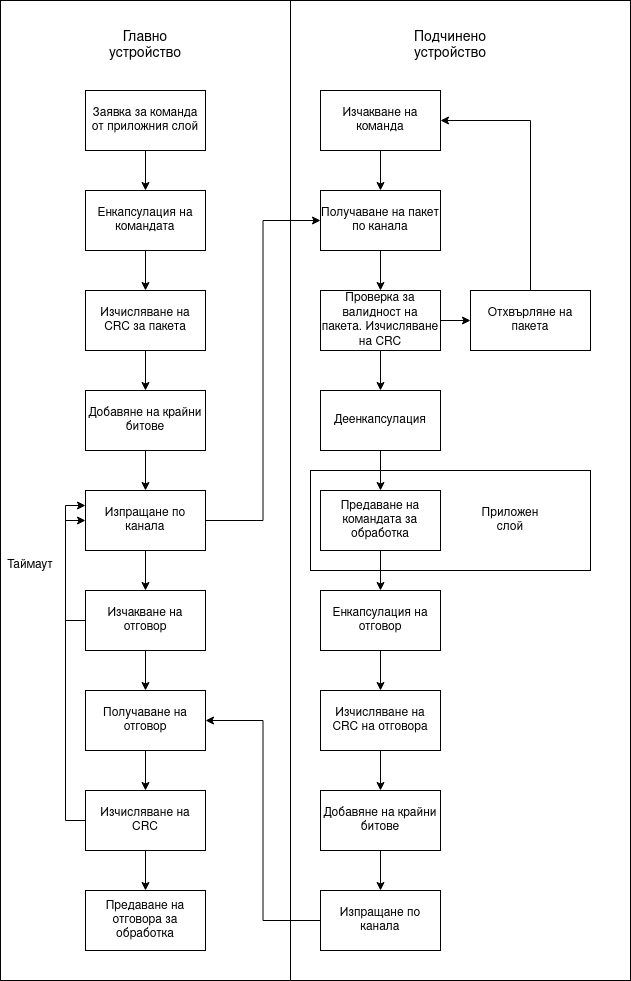 Главно
устройство
Заявка за команда
от приложния слой
Енкапсулация на
командата
Изчисляване на
CRC за пакета
Добавяне на крайни
битове
Изпращане по
канала
Таймаут
Изчакване на
отговор
Получаване на
отговор
Изчисляване на
CRC
Предаване на
отговора за
обработка
Подчинено
устройство
Изчакване на
команда
Получаване на пакет
по канала
Проверка за
валидност на
пакета. Изчисляване
на CRC
Отхвърляне на
пакета
Деенкапсулация
Предаване на
командата за
обработка
Приложен
слой
Енкапсулация на
отговор
Изчисляване на
CRC на отговора
Добавяне на крайни
битове
Изпращане по
канала